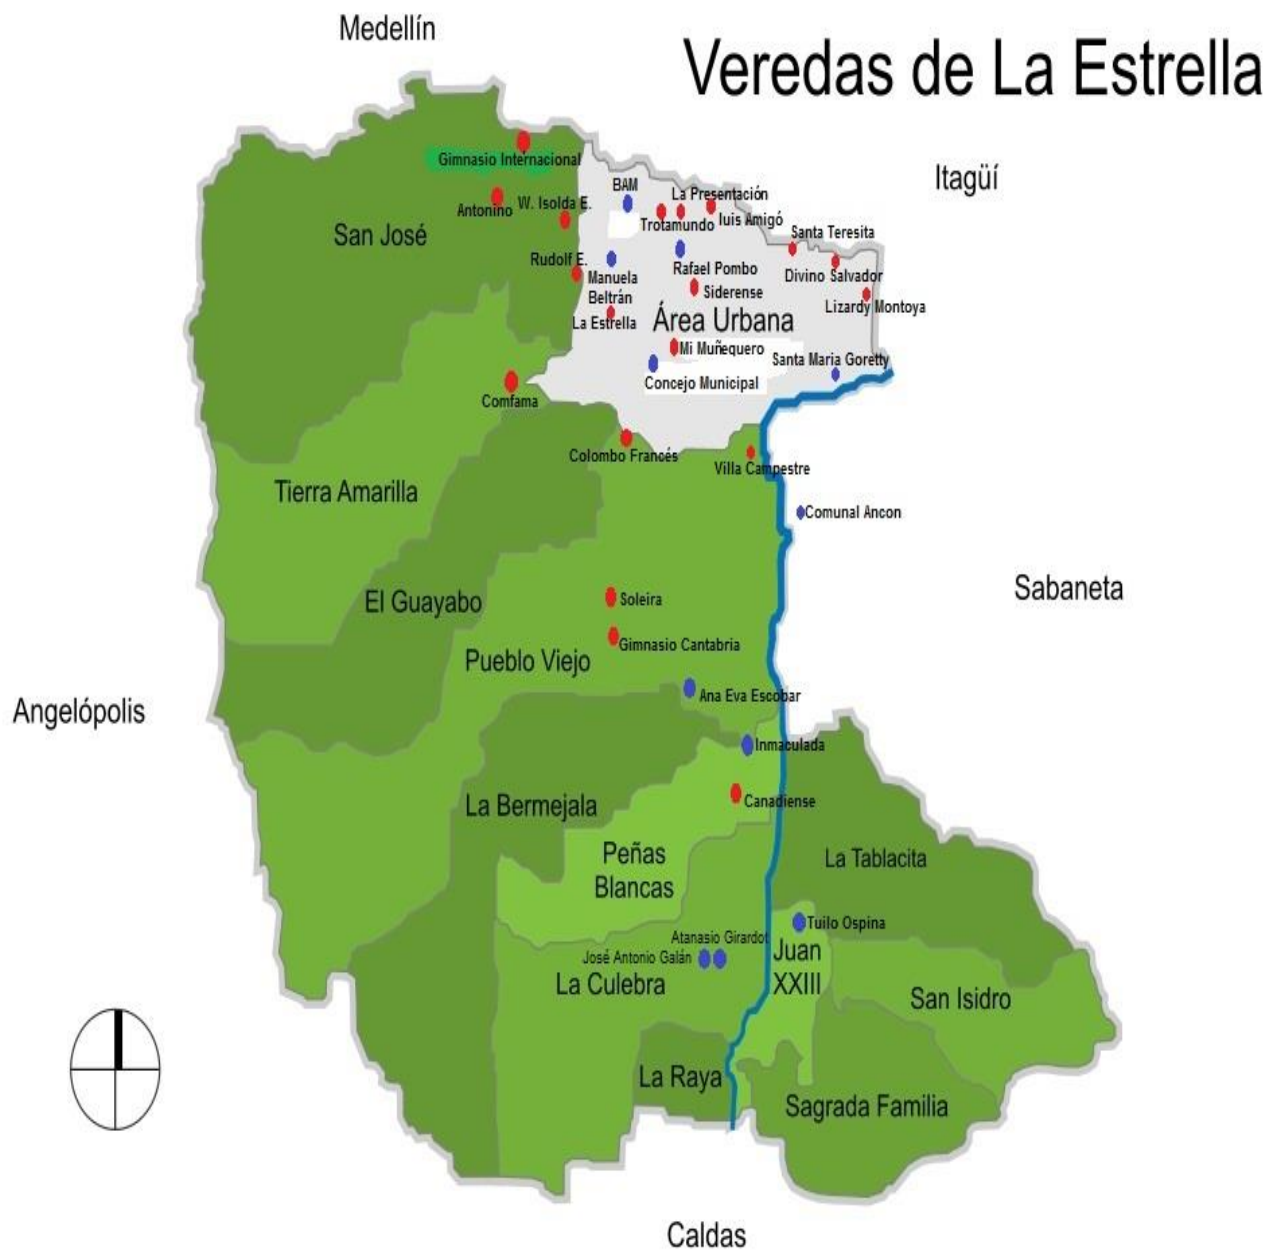 Medellín
Veredas de La Estrella
Itagüí
Gimnasio Internacional
BAM
La Presentación
Antonino
W. Isolda E.
Trotamundo
luis Amigó
San José
Santa Teresita
Rudolf E.
Manuela
Beltrán
Rafael Pombo
Divino Salvador
Siderense
Lizardy Montoya
La Estrella
Área Urbana
Mi Muñequero
Santa Maria Goretty
Concejo Municipal
Comfama
Colombo Francés
Villa Campestre
Tierra Amarilla
Comunal Ancon
Sabaneta
El Guayabo
Soleira
Gimnasio Cantabria
Pueblo Viejo
Ana Eva Escobar
Angelópolis
Inmaculada
Canadiense
La Bermejala
Peñas
Blancas
La Tablacita
Tuilo Ospina
Atanasio Girardot
José Antonio Galán
Juan
XXIII
La Culebra
San Isidro
La Raya
Sagrada Familia
Caldas